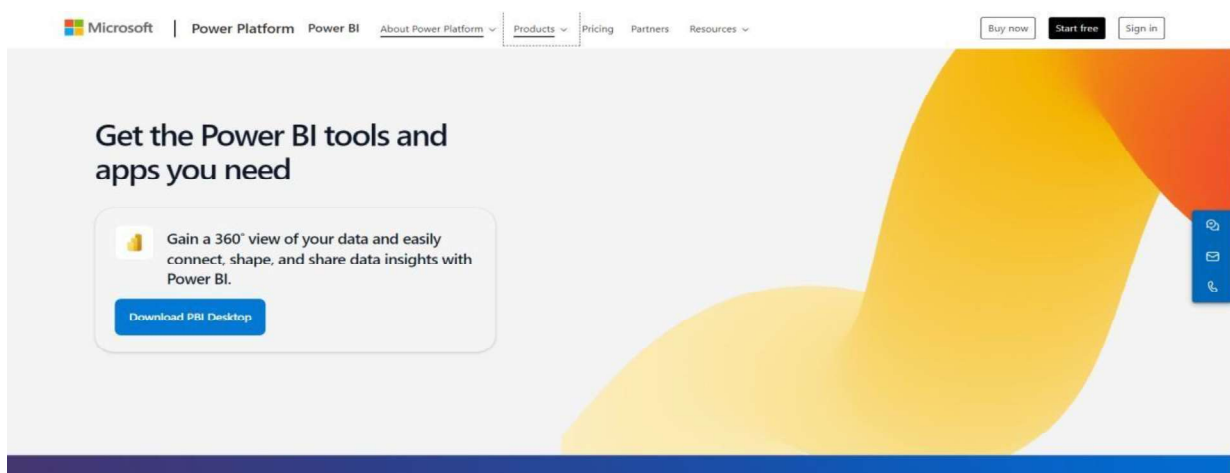 Microsoft Power Platform Power BI About Power Platform Products Pricing Partners Resources Buy now Start free Sign in
Get the Power BI tools and
apps you need
Gain a 360° view of your data and easily
connect, shape, and share data insights with
Power BI.
Download PBI Desktop